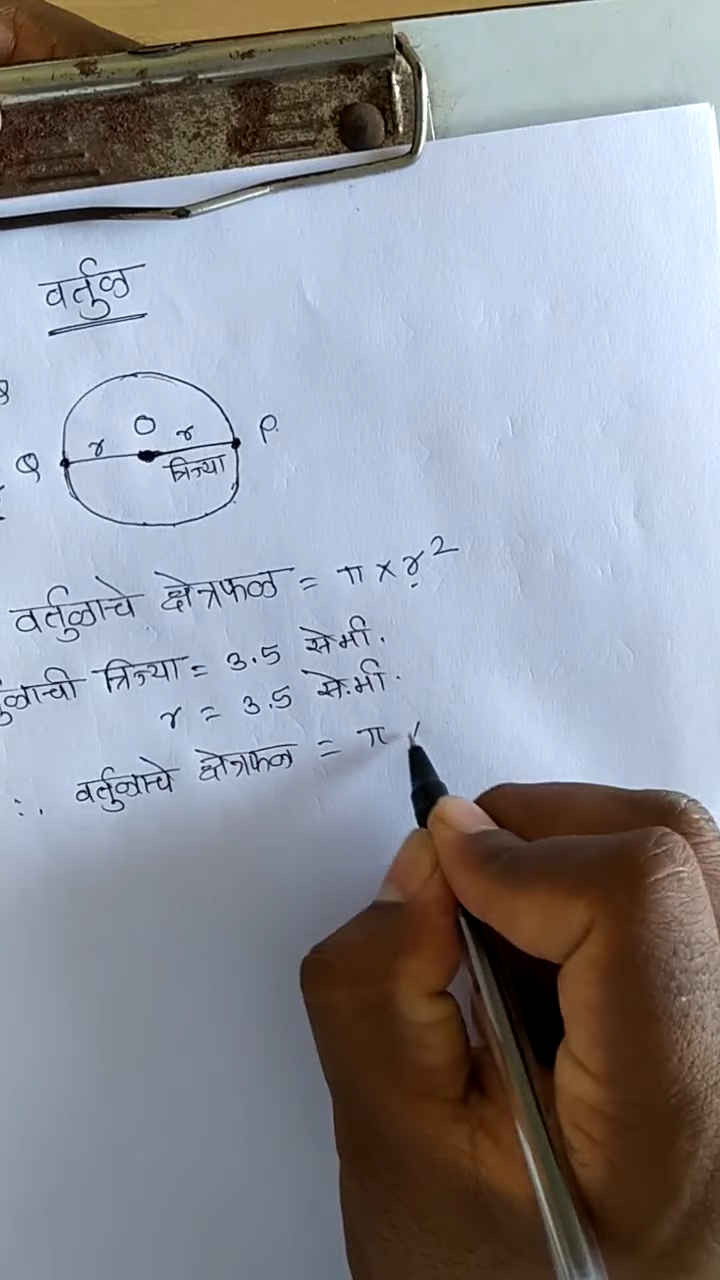 वर्तुळ
O
r r P.
Q त्रिज्या
वर्तुळाचे क्षेत्रफळ = π × r²
त्रिज्या = 3.5 सेमी.
r = 3.5 से.मी.
∴ वर्तुळाचे क्षेत्रफळ = π